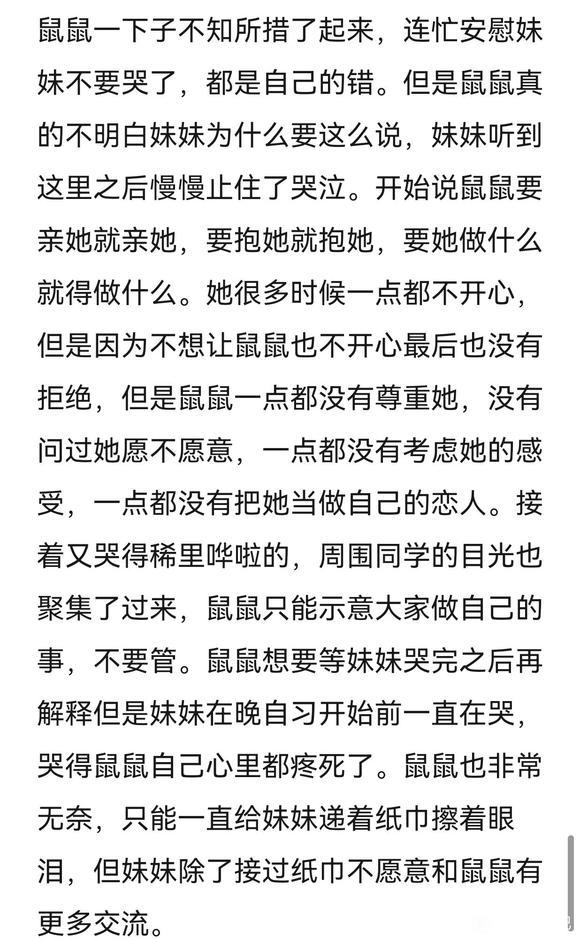 鼠鼠一下子不知所措了起来，连忙安慰妹
妹不要哭了，都是自己的错。但是鼠鼠真
的不明白妹妹为什么要这么说，妹妹听到
这里之后慢慢止住了哭泣。开始说鼠鼠要
亲她就亲她，要抱她就抱她，要她做什么
就得做什么。她很多时候一点都不开心，
但是因为不想让鼠鼠也不开心最后也没有
拒绝，但是鼠鼠一点都没有尊重她，没有
问过她愿不愿意，一点都没有考虑她的感
受，一点都没有把她当做自己的恋人。接
着又哭得稀里哗啦的，周围同学的目光也
聚集了过来，鼠鼠只能示意大家做自己的
事，不要管。鼠鼠想要等妹妹哭完之后再
解释但是妹妹在晚自习开始前一直在哭，
哭得鼠鼠自己心里都疼死了。鼠鼠也非常
无奈，只能一直给妹妹递着纸巾擦着眼
泪，但妹妹除了接过纸巾不愿意和鼠鼠有
更多交流。